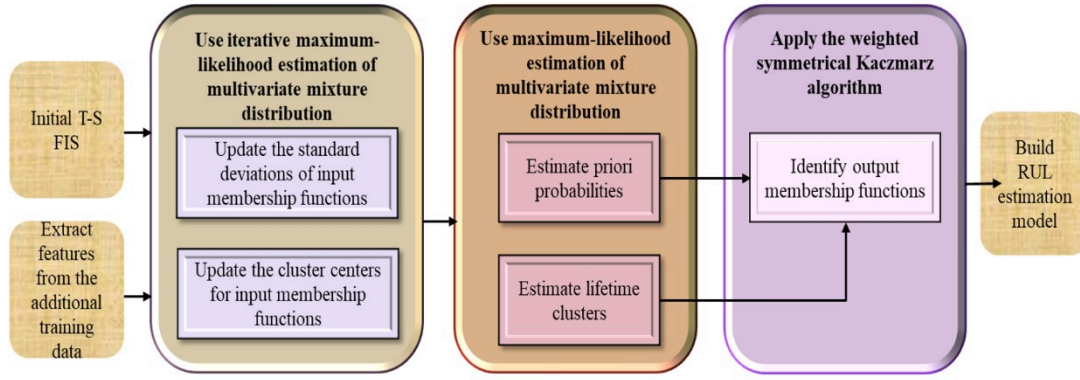 Initial T-S
FIS
Extract
features
from the
additional
training
data
Use iterative maximum-
likelihood estimation of
multivariate mixture
distribution
Update the standard
deviations of input
membership functions
Update the cluster centers
for input membership
functions
Use maximum-likelihood
estimation of
multivariate mixture
distribution
Estimate priori
probabilities
Estimate lifetime
clusters
Apply the weighted
symmetrical Kaczmarz
algorithm
Identify output
membership functions
Build
RUL
estimation
model